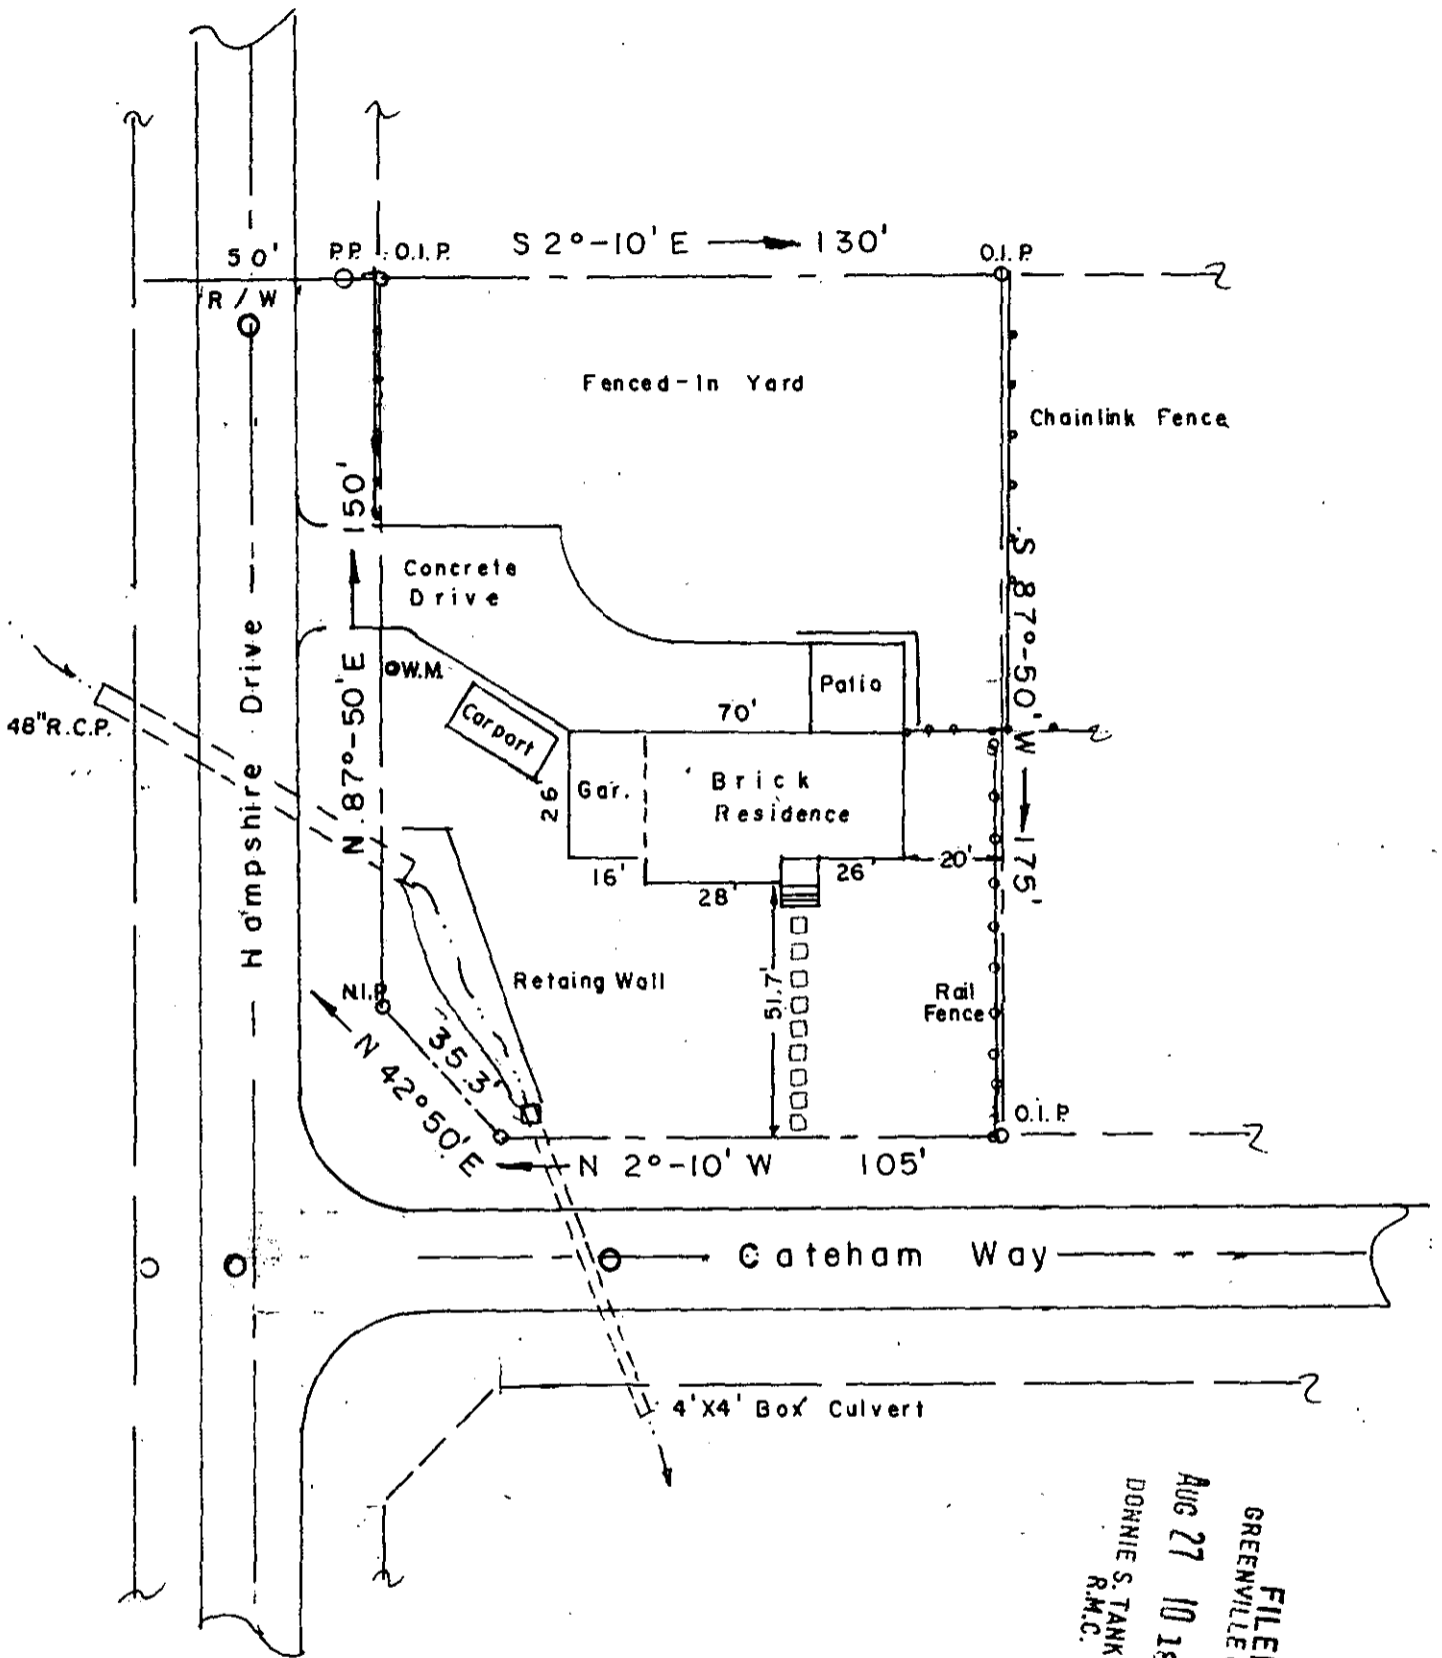 S 2°-10' E 130'
50'
P.P.
O.I.P.
O.I.P.
R / W
Fenced-In Yard
Chainlink Fence
150'
N 87°-50' E
S 87°-50' W 175'
Concrete
Drive
W.M.
Hampshire Drive
48" R.C.P.
Carport
Patio
70'
26'
Gar.
Brick
Residence
16'
28'
26'
20'
51.7'
Retaing Wall
Rail
Fence
N.I.P.
35.3'
N 42°50' E
O.I.P.
N 2°-10' W 105'
Cateham Way
4'X4' Box Culvert
GREENVILLE
AUG 27 10 18
DONNIE S. TANK
R.M.C.